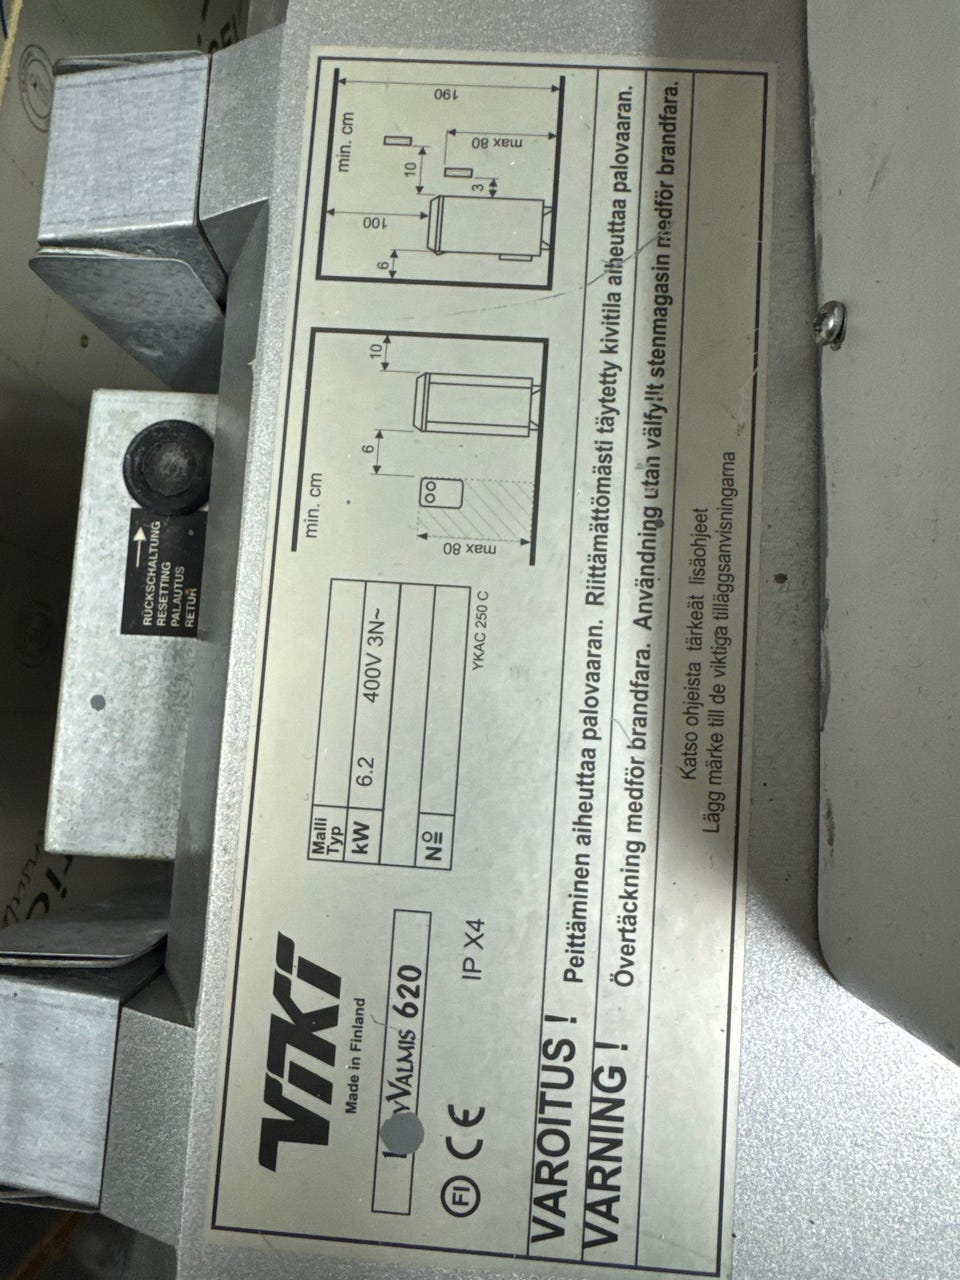 RÜCKSCHALTUNG
RESETTING
PALAUTUS
RETUR
ViKi
Made in Finland
VALMIS 620
FI CE
IP X4
Malli
Typ
kW 6.2 400V 3N~
Nº
YKAC 250 C
min. cm
6
10
max 80
min. cm
190
100
10
max 80
3
6
VAROITUS! Peittäminen aiheuttaa palovaaran. Riittämättömästi täytetty kivitila aiheuttaa palovaaran.
VARNING! Övertäckning medför brandfara. Användning utan välfyllt stenmagasin medför brandfara.
Katso ohjeista tärkeät lisäohjeet
Lägg märke till de viktiga tilläggsanvisningarna